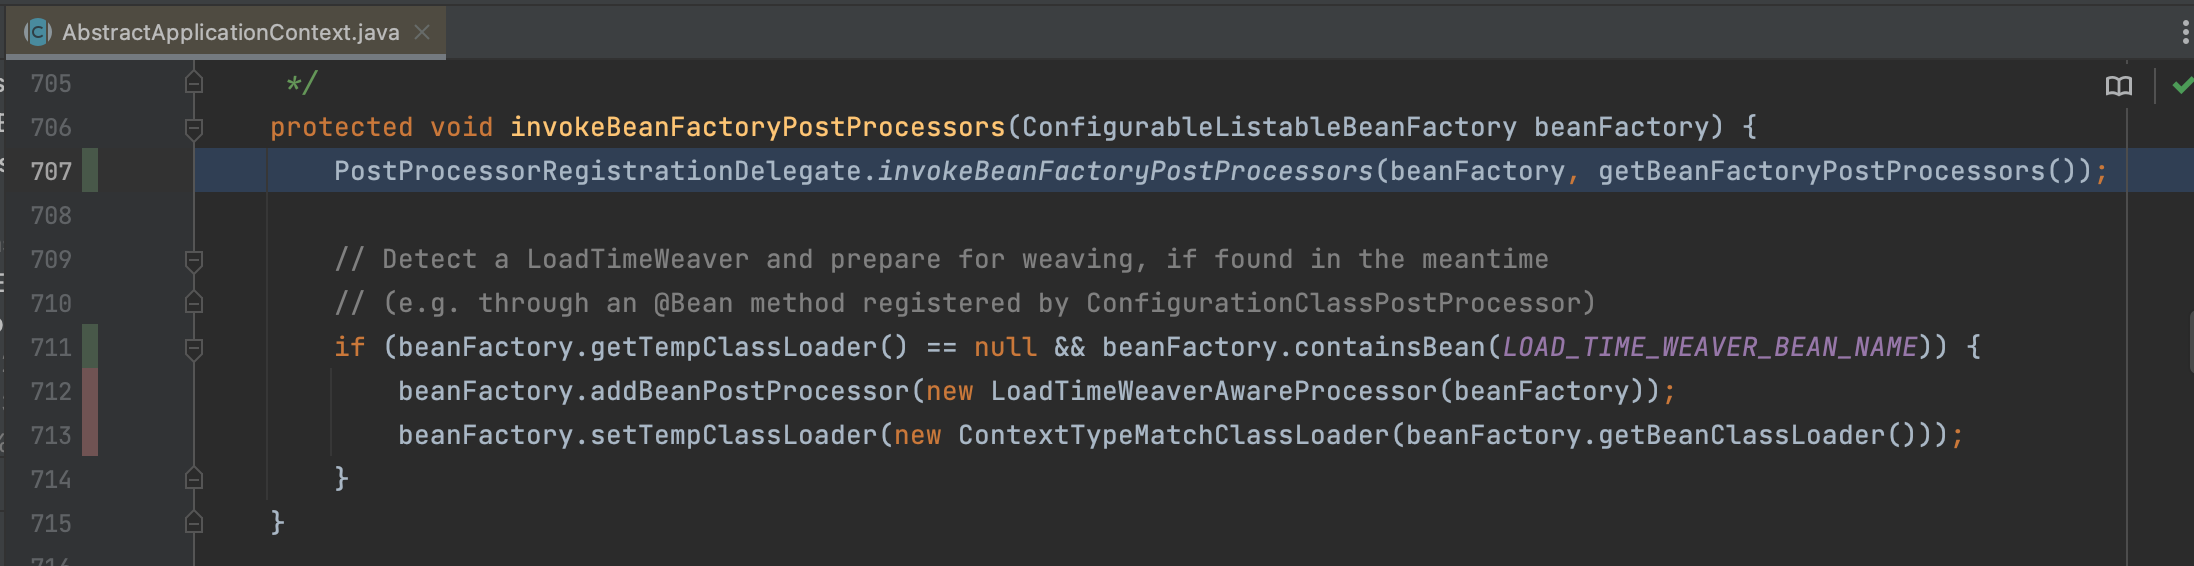 AbstractApplicationContext.java
705 */
706 protected void invokeBeanFactoryPostProcessors(ConfigurableListableBeanFactory beanFactory) {
707 PostProcessorRegistrationDelegate.invokeBeanFactoryPostProcessors(beanFactory, getBeanFactoryPostProcessors());
708
709 // Detect a LoadTimeWeaver and prepare for weaving, if found in the meantime
710 // (e.g. through an @Bean method registered by ConfigurationClassPostProcessor)
711 if (beanFactory.getTempClassLoader() == null && beanFactory.containsBean(LOAD_TIME_WEAVER_BEAN_NAME)) {
712 beanFactory.addBeanPostProcessor(new LoadTimeWeaverAwareProcessor(beanFactory));
713 beanFactory.setTempClassLoader(new ContextTypeMatchClassLoader(beanFactory.getBeanClassLoader()));
714 }
715 }